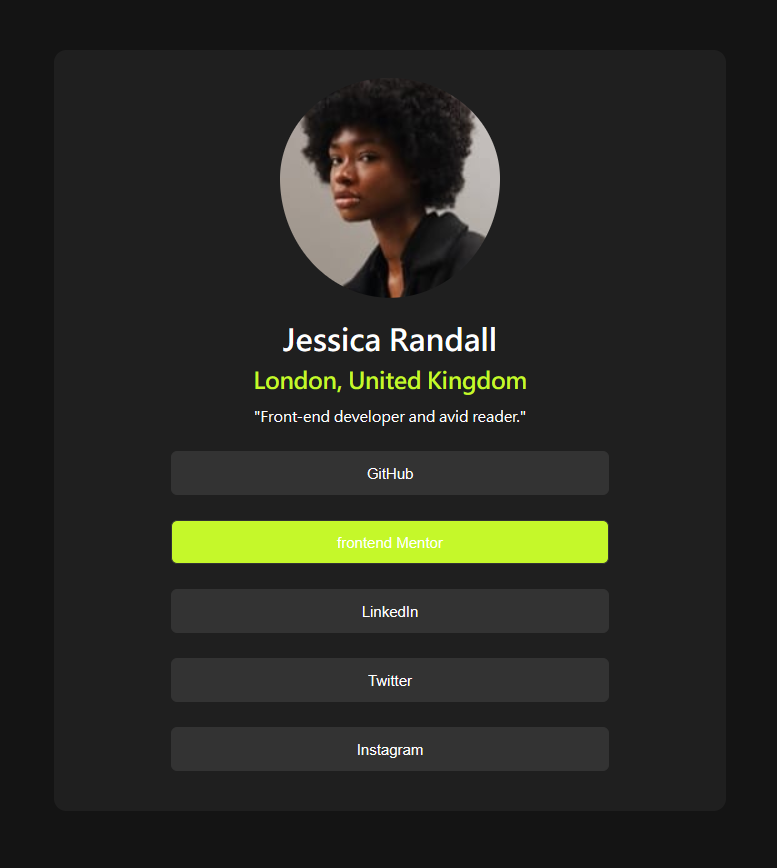 Jessica Randall
London, United Kingdom
"Front-end developer and avid reader."
GitHub
frontend Mentor
LinkedIn
Twitter
Instagram